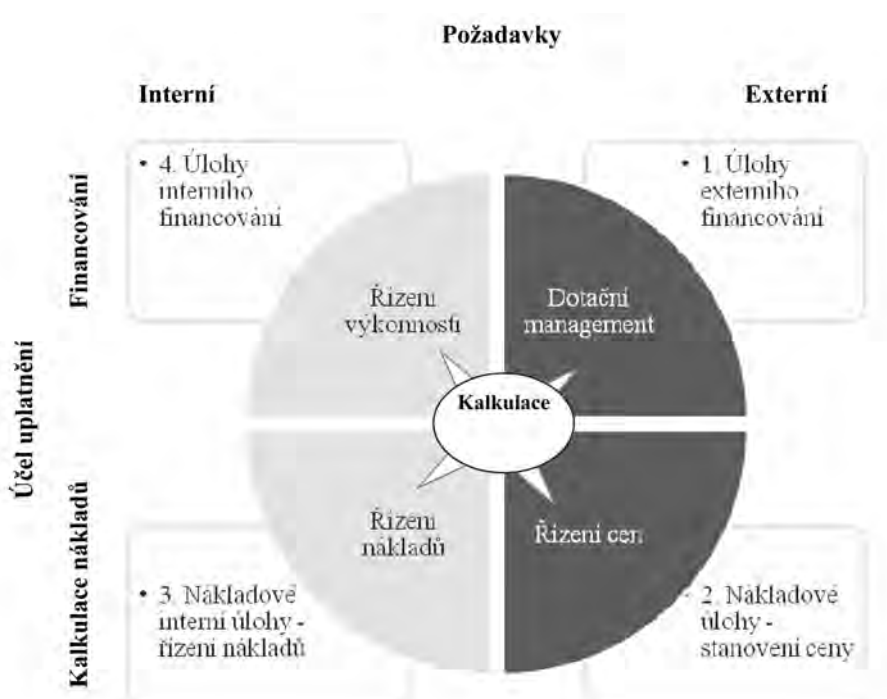 Požadavky
Interní
Externí
Účel uplatnění
Financování
Kalkulace nákladů
• 4. Úlohy
interního
financování
• 1. Úlohy
externího
financování
Řízení
výkonnosti
Dotační
management
Kalkulace
Řízení
nákladů
Řízení cen
• 3. Nákladové
interní úlohy -
řízení nákladů
• 2. Nákladové
úlohy -
stanovení ceny